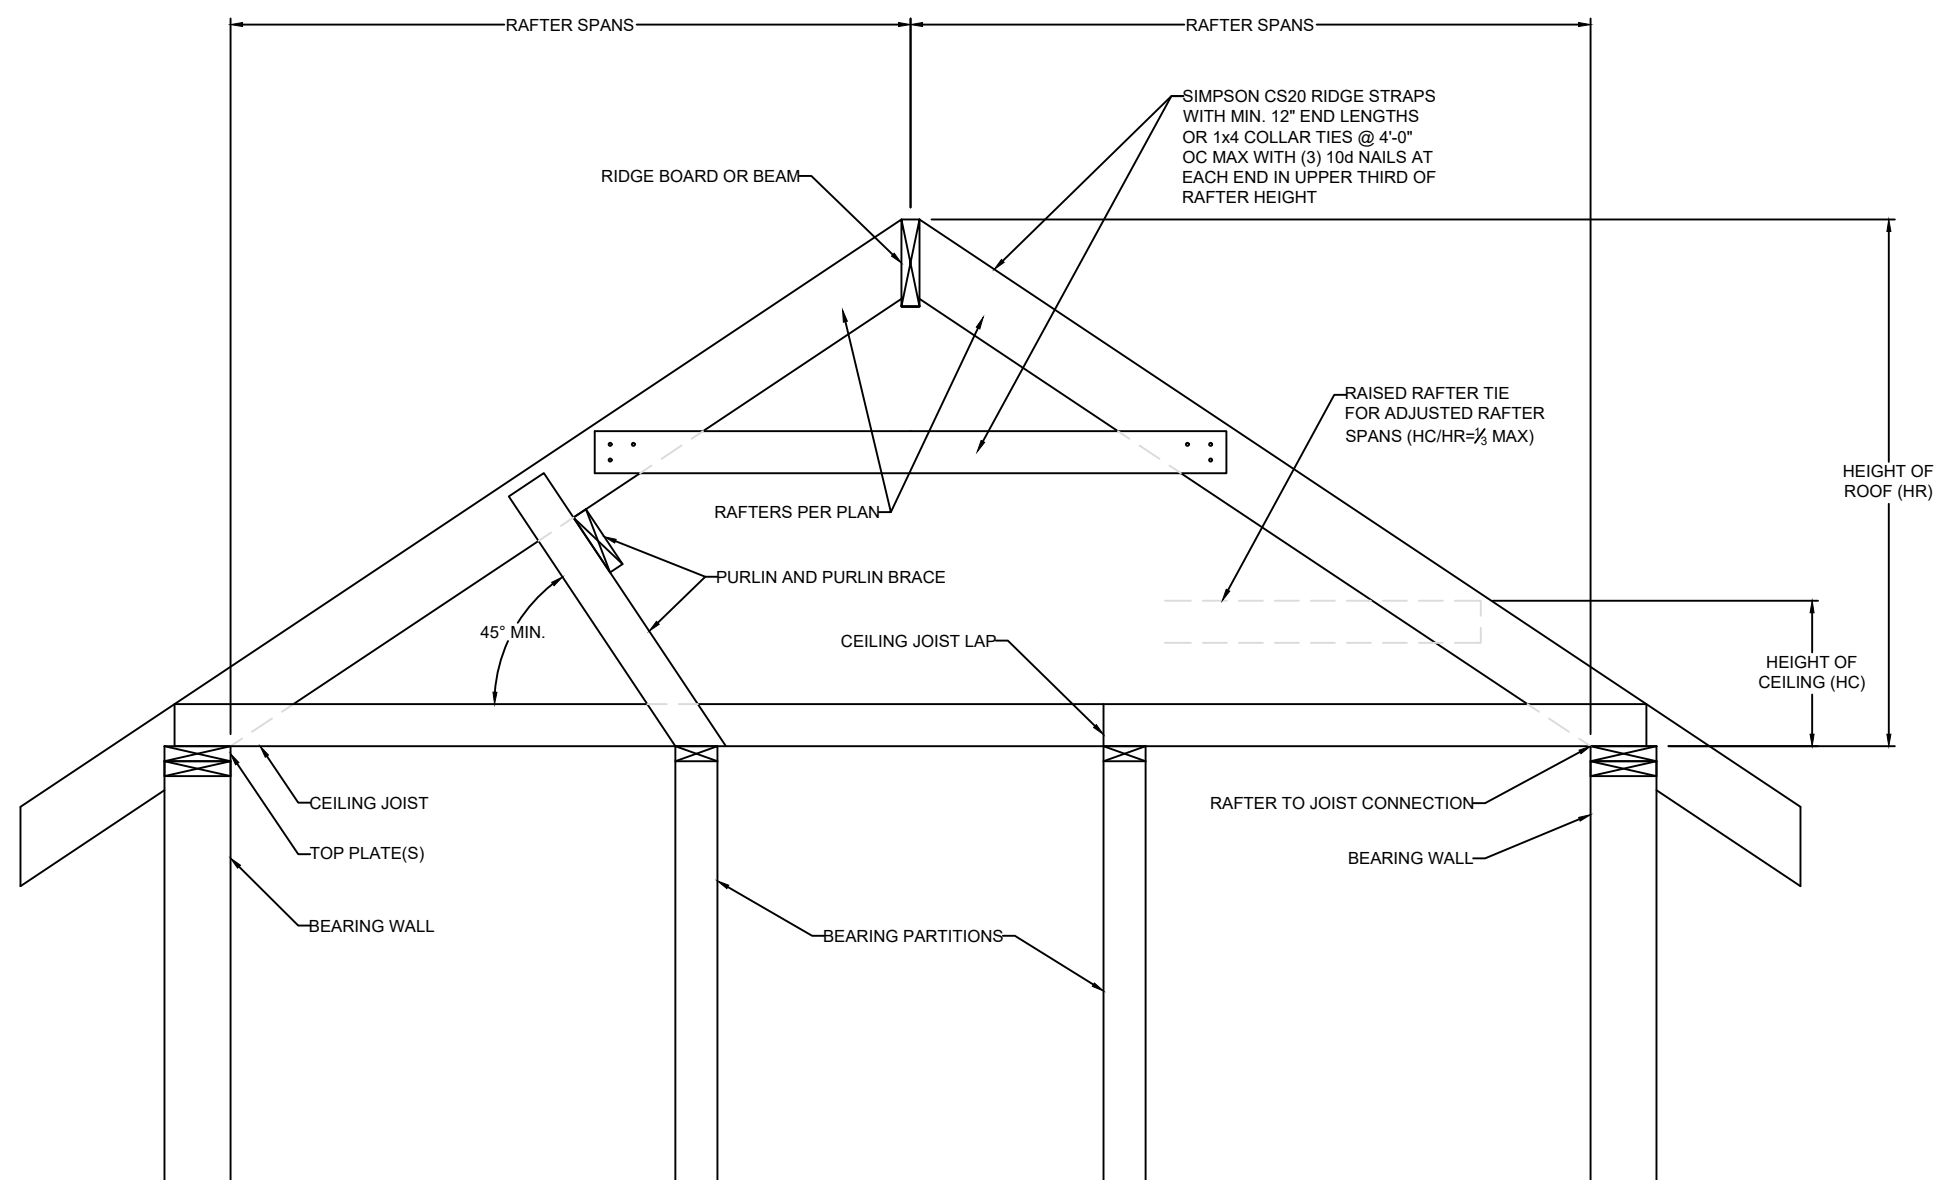 RAFTER SPANS
RAFTER SPANS
SIMPSON CS20 RIDGE STRAPS
WITH MIN. 12" END LENGTHS
OR 1x4 COLLAR TIES @ 4'-0"
OC MAX WITH (3) 10d NAILS AT
EACH END IN UPPER THIRD OF
RAFTER HEIGHT
RIDGE BOARD OR BEAM
RAISED RAFTER TIE
FOR ADJUSTED RAFTER
SPANS (HC/HR=⅓ MAX)
HEIGHT OF
ROOF (HR)
RAFTERS PER PLAN
PURLIN AND PURLIN BRACE
45° MIN.
CEILING JOIST LAP
HEIGHT OF
CEILING (HC)
CEILING JOIST
RAFTER TO JOIST CONNECTION
TOP PLATE(S)
BEARING WALL
BEARING WALL
BEARING PARTITIONS